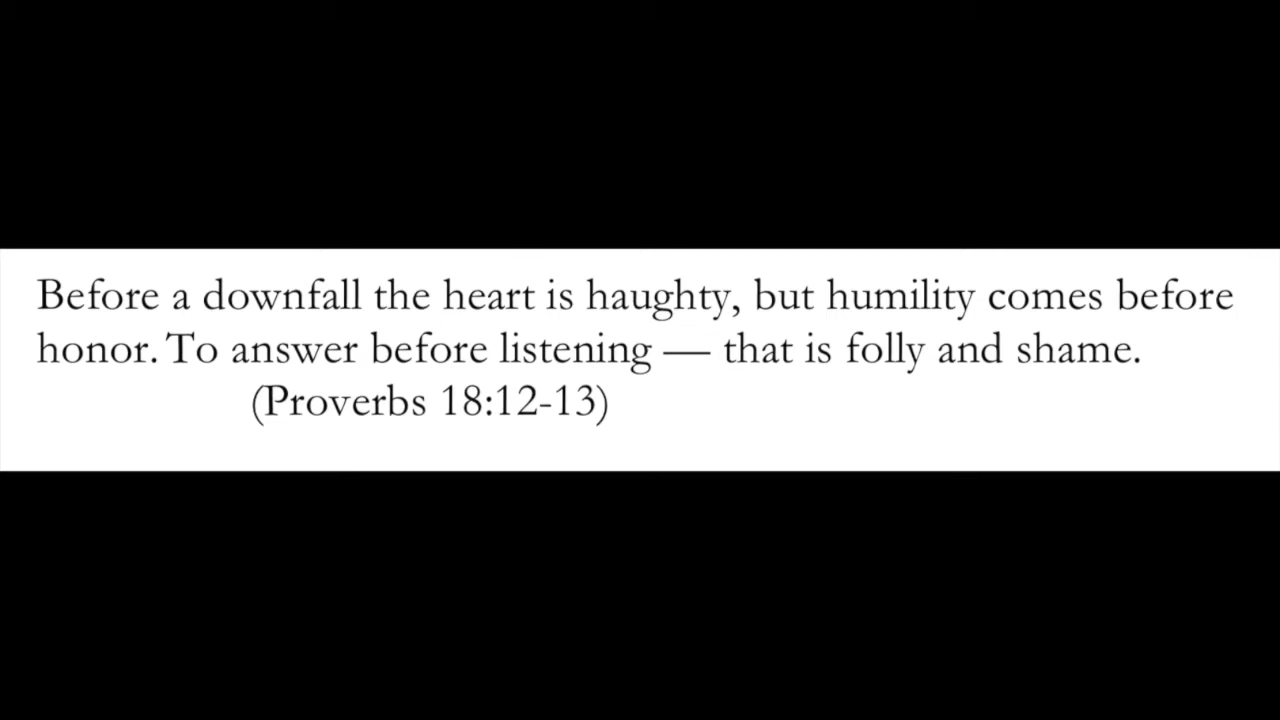 Before a downfall the heart is haughty, but humility comes before
honor. To answer before listening — that is folly and shame.
(Proverbs 18:12-13)